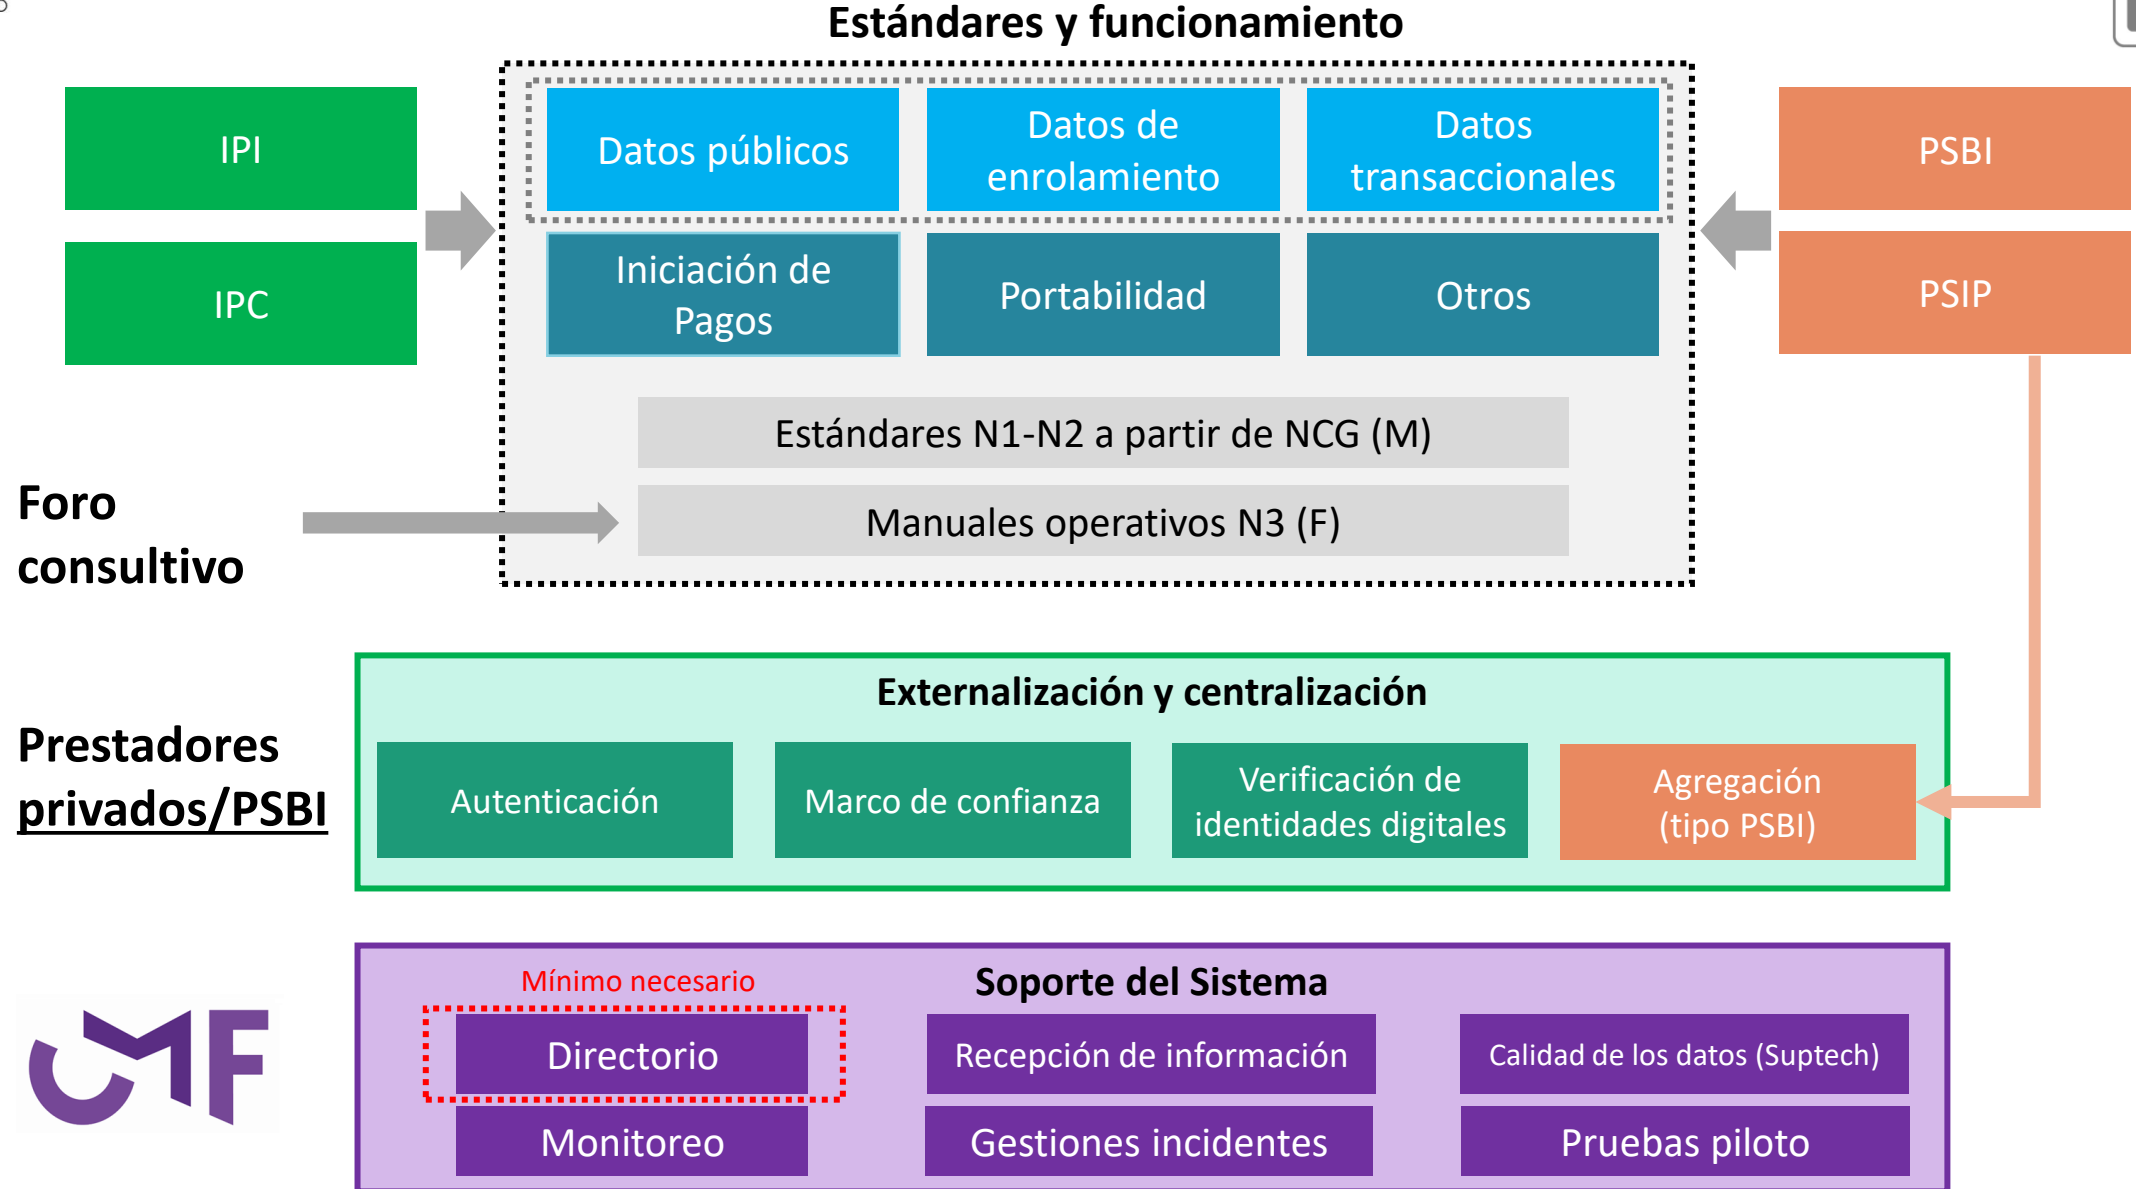 Estándares y funcionamiento
IPI
IPC
Datos públicos
Datos de
enrolamiento
Datos
transaccionales
Iniciación de
Pagos
Portabilidad
Otros
PSBI
PSIP
Estándares N1-N2 a partir de NCG (M)
Manuales operativos N3 (F)
Foro
consultivo
Externalización y centralización
Prestadores
privados/PSBI
Autenticación
Marco de confianza
Verificación de
identidades digitales
Agregación
(tipo PSBI)
CMF
Mínimo necesario
Soporte del Sistema
Directorio
Recepción de información
Calidad de los datos (Suptech)
Monitoreo
Gestiones incidentes
Pruebas piloto